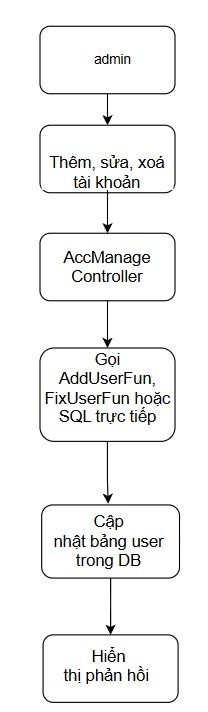 admin
Thêm, sửa, xoá
tài khoản
AccManage
Controller
Gọi
AddUserFun,
FixUserFun hoặc
SQL trực tiếp
Cập
nhật bảng user
trong DB
Hiển
thị phản hồi